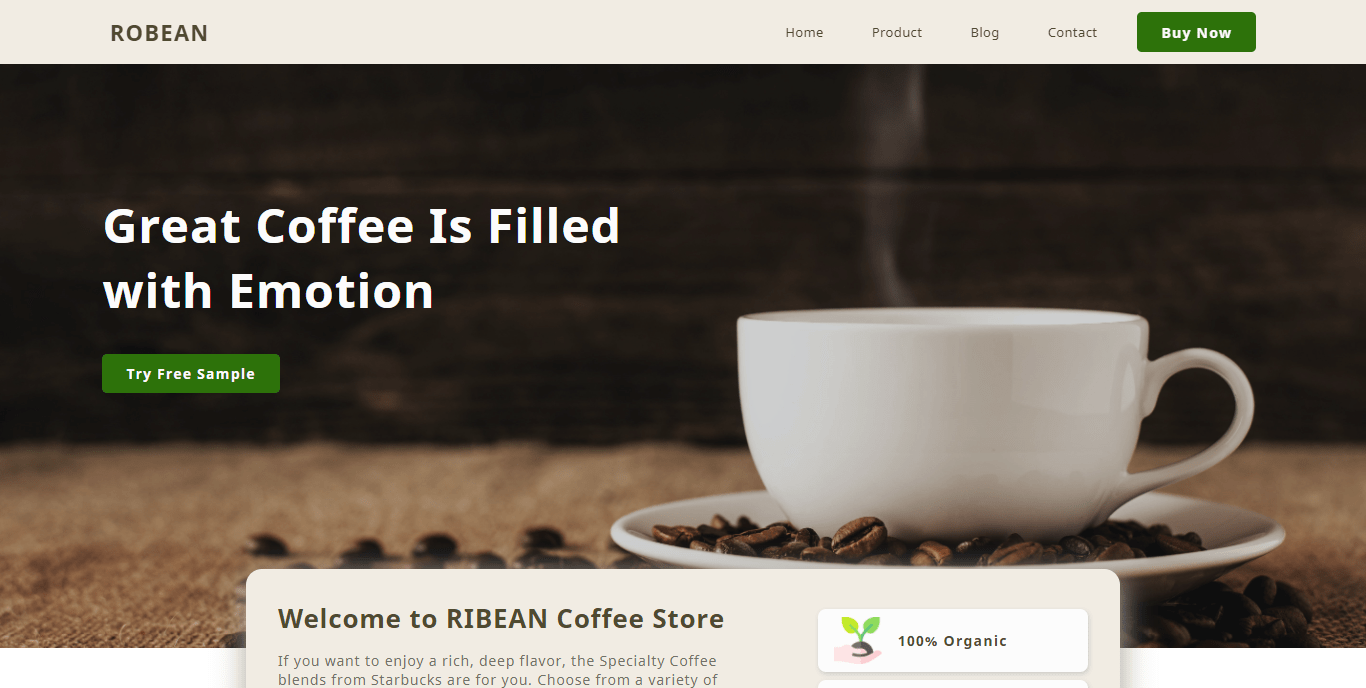 ROBEAN
Home
Product
Blog
Contact
Buy Now
Great Coffee Is Filled
with Emotion
Try Free Sample
Welcome to RIBEAN Coffee Store
If you want to enjoy a rich, deep flavor, the Specialty Coffee
blends from Starbucks are for you. Choose from a variety of
100% Organic